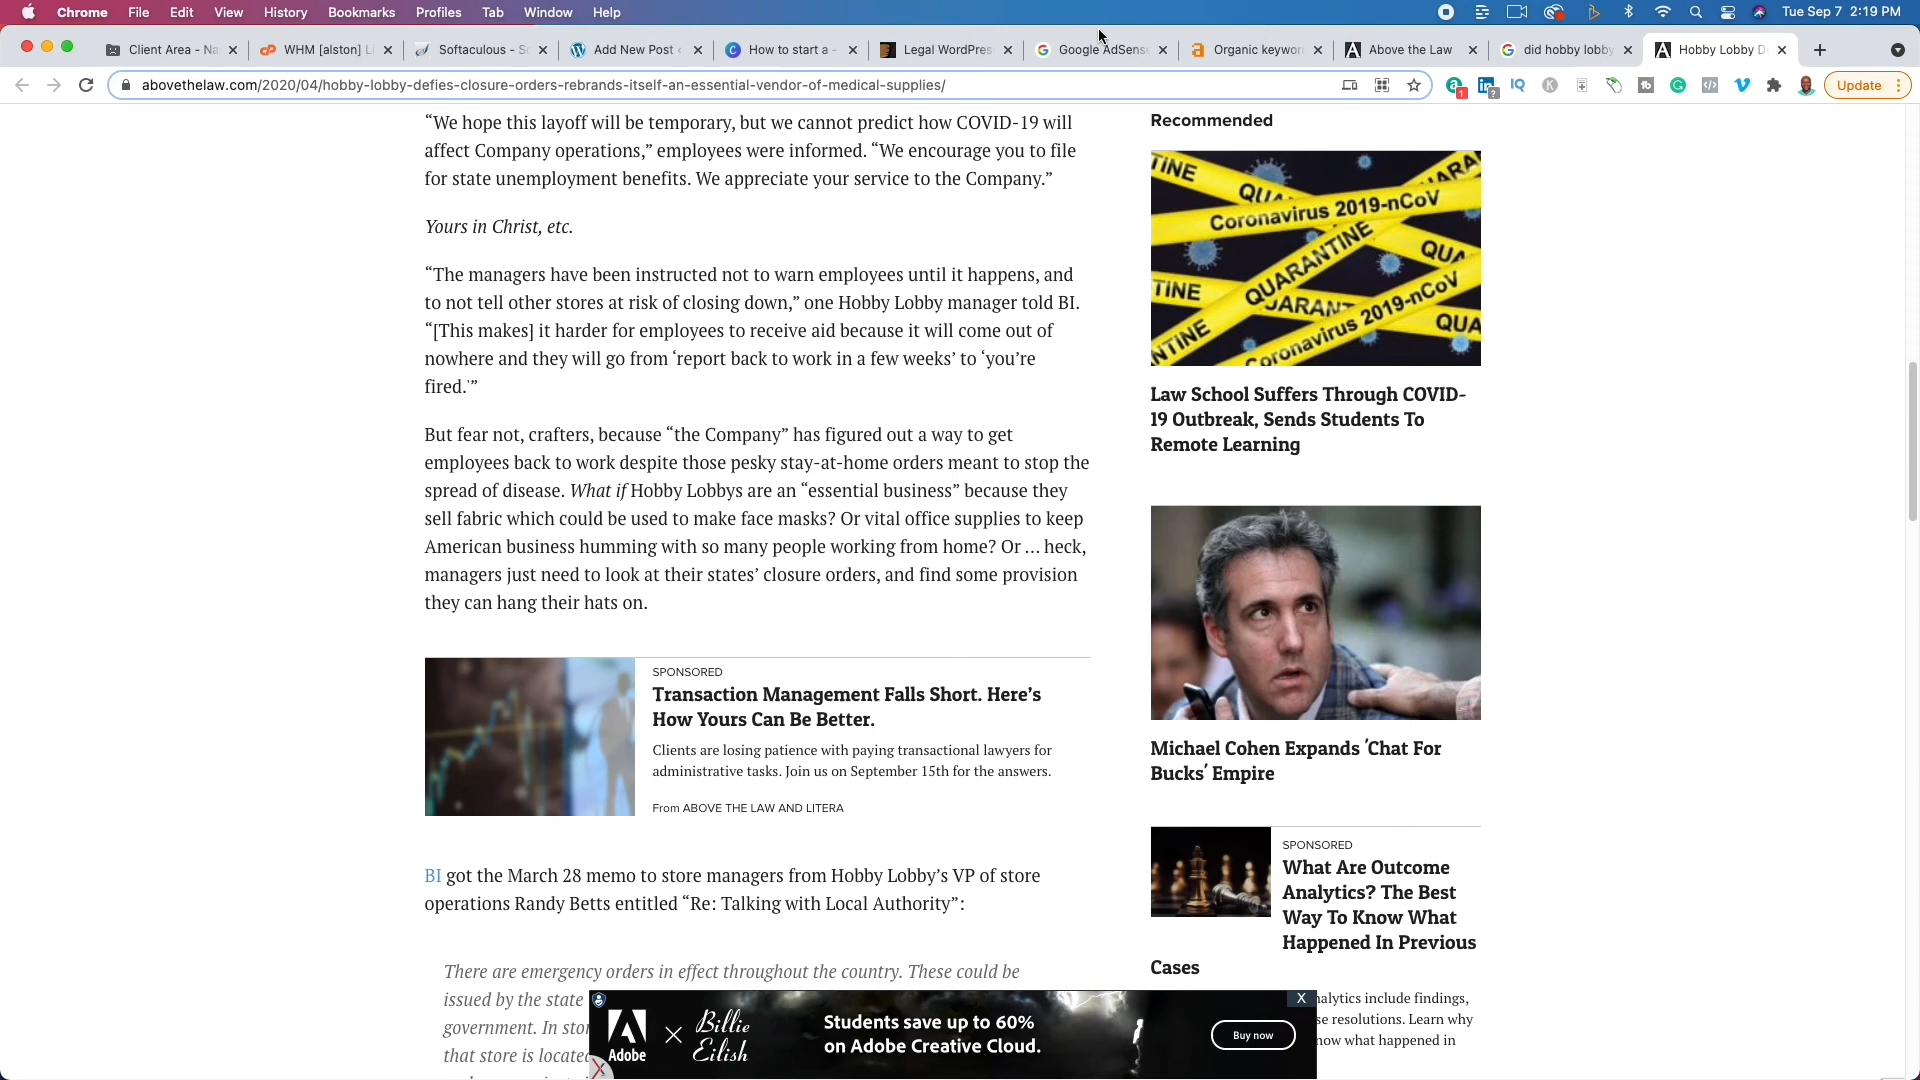 Chrome File Edit View History Bookmarks Profiles Tab Window Help
Tue Sep 7 2:19 PM
Client Area - Na
WHM [alston] L
Softaculous - S
Add New Post
How to start a -
Legal WordPres
Google AdSens
Organic keywor
Above the Law
did hobby lobby
Hobby Lobby D
abovethelaw.com/2020/04/hobby-lobby-defies-closure-orders-rebrands-itself-an-essential-vendor-of-medical-supplies/
Update
“We hope this layoff will be temporary, but we cannot predict how COVID-19 will
affect Company operations,” employees were informed. “We encourage you to file
for state unemployment benefits. We appreciate your service to the Company.”
Yours in Christ, etc.
“The managers have been instructed not to warn employees until it happens, and
to not tell other stores at risk of closing down,” one Hobby Lobby manager told BI.
“[This makes] it harder for employees to receive aid because it will come out of
nowhere and they will go from ‘report back to work in a few weeks’ to ‘you’re
fired.'”
But fear not, crafters, because “the Company” has figured out a way to get
employees back to work despite those pesky stay-at-home orders meant to stop the
spread of disease. What if Hobby Lobbys are an “essential business” because they
sell fabric which could be used to make face masks? Or vital office supplies to keep
American business humming with so many people working from home? Or … heck,
managers just need to look at their states’ closure orders, and find some provision
they can hang their hats on.
SPONSORED
Transaction Management Falls Short. Here’s
How Yours Can Be Better.
Clients are losing patience with paying transactional lawyers for
administrative tasks. Join us on September 15th for the answers.
From ABOVE THE LAW AND LITERA
BI got the March 28 memo to store managers from Hobby Lobby’s VP of store
operations Randy Betts entitled “Re: Talking with Local Authority”:
There are emergency orders in effect throughout the country. These could be
issued by the state
government. In stor
that store is locate
Recommended
TINE
QUA
ARA
Coronavirus 2019-nCoV
QUARANTINE
QUA
TINE
UARANT
Coronavirus 2019-nCoV
QUA
NTINE
Law School Suffers Through COVID-
19 Outbreak, Sends Students To
Remote Learning
Michael Cohen Expands ‘Chat For
Bucks’ Empire
SPONSORED
What Are Outcome
Analytics? The Best
Way To Know What
Happened In Previous
Cases
nalytics include findings,
se resolutions. Learn why
now what happened in
Adobe
Billie
Eilish
Students save up to 60%
on Adobe Creative Cloud.
Buy now
X